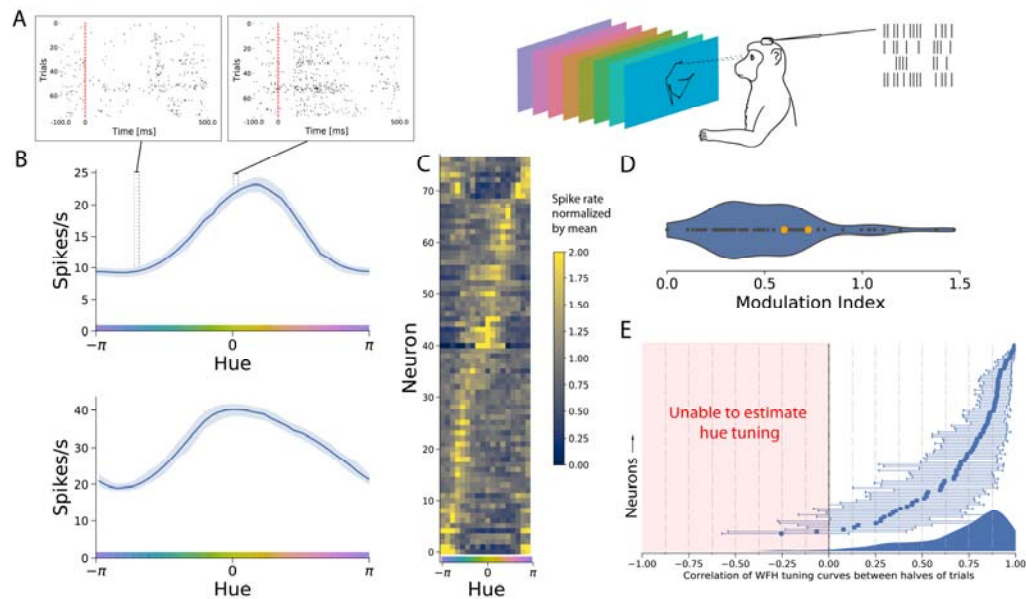 A
0
20
40
60
Trials
-100.0 0 500.0
Time [ms]
0
20
40
60
Trials
-100.0 0 500.0
Time [ms]
B
25
20
15
10
5
0
Spikes/s
−π 0 π
Hue
40
30
20
10
0
Spikes/s
−π 0 π
Hue
C
70
60
50
40
30
20
10
0
Neuron
−π 0 π
Hue
Spike rate
normalized
by mean
2.00
1.75
1.50
1.25
1.00
0.75
0.50
0.25
0.00
D
0.0 0.5 1.0 1.5
Modulation Index
E
Unable to estimate
hue tuning
Neurons →
−1.00 −0.75 −0.50 −0.25 0.00 0.25 0.50 0.75 1.00
Correlation of WFH tuning curves between halves of trials